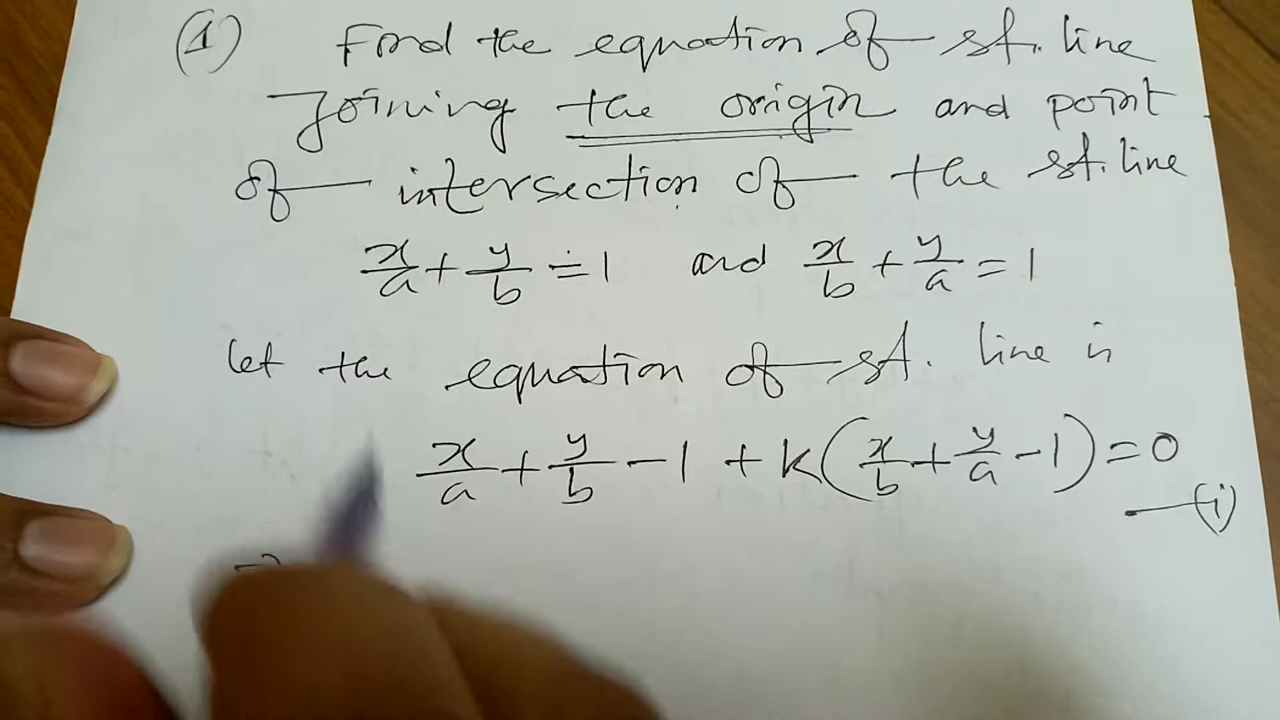 (1) Find the equation of st. line
Joining the origin and point
of intersection of the st. line
x/a + y/b = 1 and x/b + y/a = 1
let the equation of st. line is
x/a + y/b - 1 + k(x/b + y/a - 1) = 0
—(i)
⇒